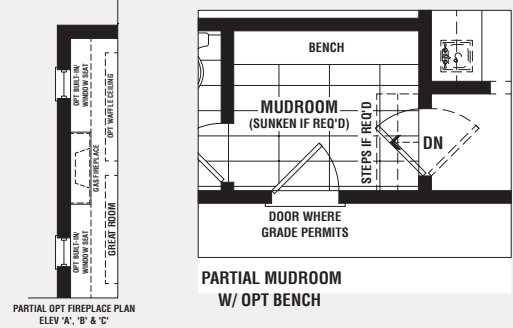 OPT BUILT-IN/
WINDOW SEAT
OPT WAFFLE CEILING
GAS FIREPLACE
GREAT ROOM
OPT BUILT-IN/
WINDOW SEAT
PARTIAL OPT FIREPLACE PLAN
ELEV 'A', 'B' & 'C'
BENCH
MUDROOM
(SUNKEN IF REQ'D)
STEPS IF REQ'D
DN
DOOR WHERE
GRADE PERMITS
PARTIAL MUDROOM
W/ OPT BENCH